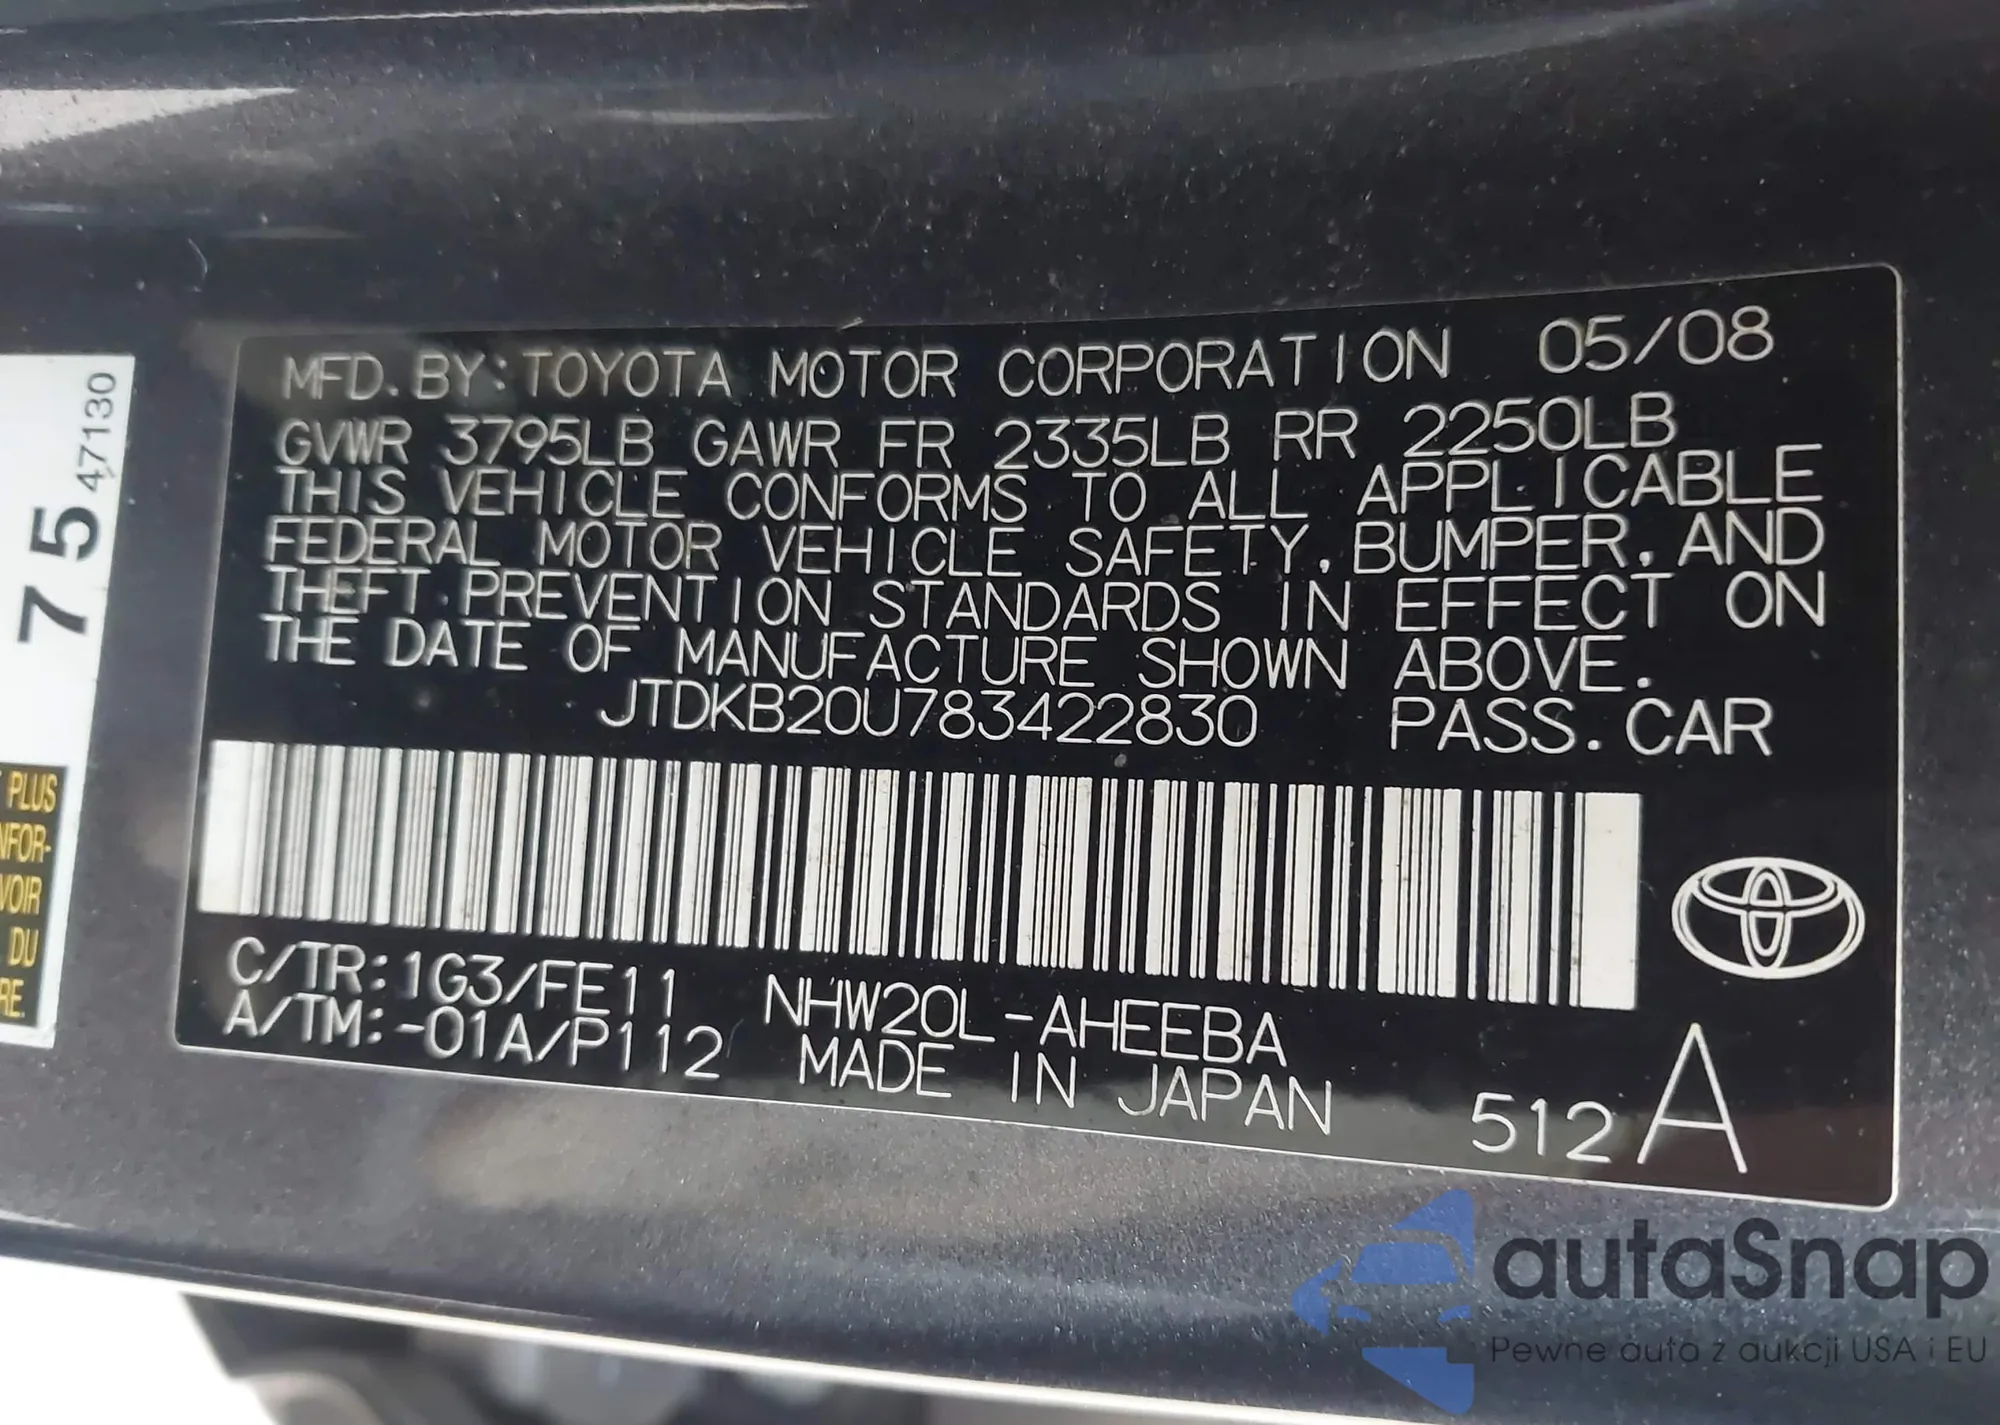 MFD. BY: TOYOTA MOTOR CORPORATION 05/08
GVWR 3795LB GAWR FR 2335LB RR 2250LB
THIS VEHICLE CONFORMS TO ALL APPLICABLE
FEDERAL MOTOR VEHICLE SAFETY, BUMPER, AND
THEFT PREVENTION STANDARDS IN EFFECT ON
THE DATE OF MANUFACTURE SHOWN ABOVE.
JTDKB20U783422830 PASS. CAR
C/TR: 1G3/FE11 NHW20L-AHEEBA
A/TM: -01A/P112 MADE IN JAPAN
512 A
75
47130
PLUS
NFOR-
VOIR
DU
RE.
autaSnap
Pewne auta z aukcji USA i EU